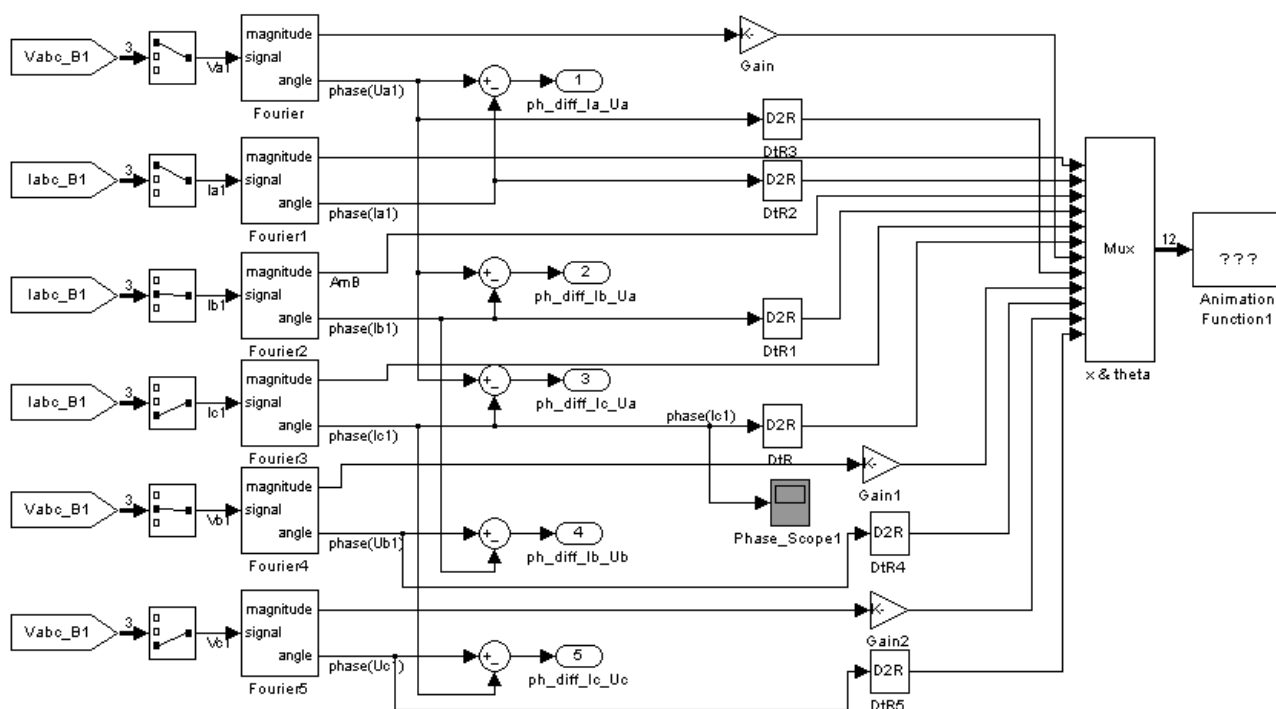 Vabc_B1
3
Va1
magnitude
signal
angle
Fourier
phase(Ua1)
+
-
1
ph_diff_Ia_Ua
K-
Gain
D2R
DtR3
Iabc_B1
3
Ia1
magnitude
signal
angle
Fourier1
phase(Ia1)
D2R
DtR2
Iabc_B1
3
Ib1
magnitude
signal
angle
Fourier2
AmB
phase(Ib1)
+
-
2
ph_diff_Ib_Ua
D2R
DtR1
Iabc_B1
3
Ic1
magnitude
signal
angle
Fourier3
phase(Ic1)
+
-
3
ph_diff_Ic_Ua
phase(Ic1)
D2R
DtR
Phase_Scope1
Vabc_B1
3
Vb1
magnitude
signal
angle
Fourier4
phase(Ub1)
+
-
4
ph_diff_Ib_Ub
K-
Gain1
D2R
DtR4
Vabc_B1
3
Vc1
magnitude
signal
angle
Fourier5
phase(Uc1)
+
-
5
ph_diff_Ic_Uc
K-
Gain2
D2R
DtR5
Mux
x & theta
12
???
Animation
Function1